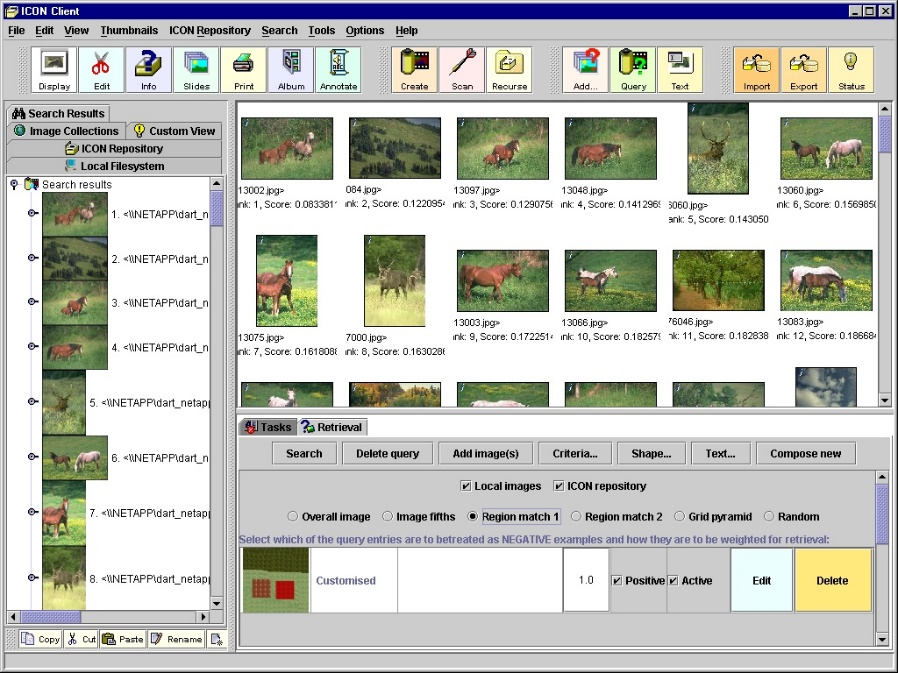 ICON Client
File Edit View Thumbnails ICON Repository Search Tools Options Help
Display Edit Info Slides Print Album Annotate Create Scan Recurse Add... Query Text Import Export Status
Search Results
Image Collections Custom View
ICON Repository
Local Filesystem
Search results
1. <\\NETAPP\dart_n
2. <\\NETAPP\dart_n
3. <\\NETAPP\dart_n
4. <\\NETAPP\dart_n
5. <\\NETAPP\dart_netapp
6. <\\NETAPP\dart_n
7. <\\NETAPP\dart_netapp
8. <\\NETAPP\dart_netapp
Copy Cut Paste Rename
13002.jpg> 084.jpg> 13097.jpg> 13048.jpg> 6060.jpg> 13060.jpg>
ank: 1, Score: 0.083381 ank: 2, Score: 0.122095 ank: 3, Score: 0.129075 ank: 4, Score: 0.141296 ank: 5, Score: 0.143050 ank: 6, Score: 0.156985
13075.jpg> 7000.jpg> 13003.jpg> 13066.jpg> 76046.jpg> 13083.jpg>
ank: 7, Score: 0.161808 ank: 8, Score: 0.163028 ank: 9, Score: 0.172251 ank: 10, Score: 0.18257 ank: 11, Score: 0.182838 ank: 12, Score: 0.18668
Tasks Retrieval
Search Delete query Add image(s) Criteria... Shape... Text... Compose new
Local images ICON repository
Overall image Image fifths Region match 1 Region match 2 Grid pyramid Random
Select which of the query entries are to betreated as NEGATIVE examples and how they are to be weighted for retrieval:
Customised 1.0 Positive Active Edit Delete